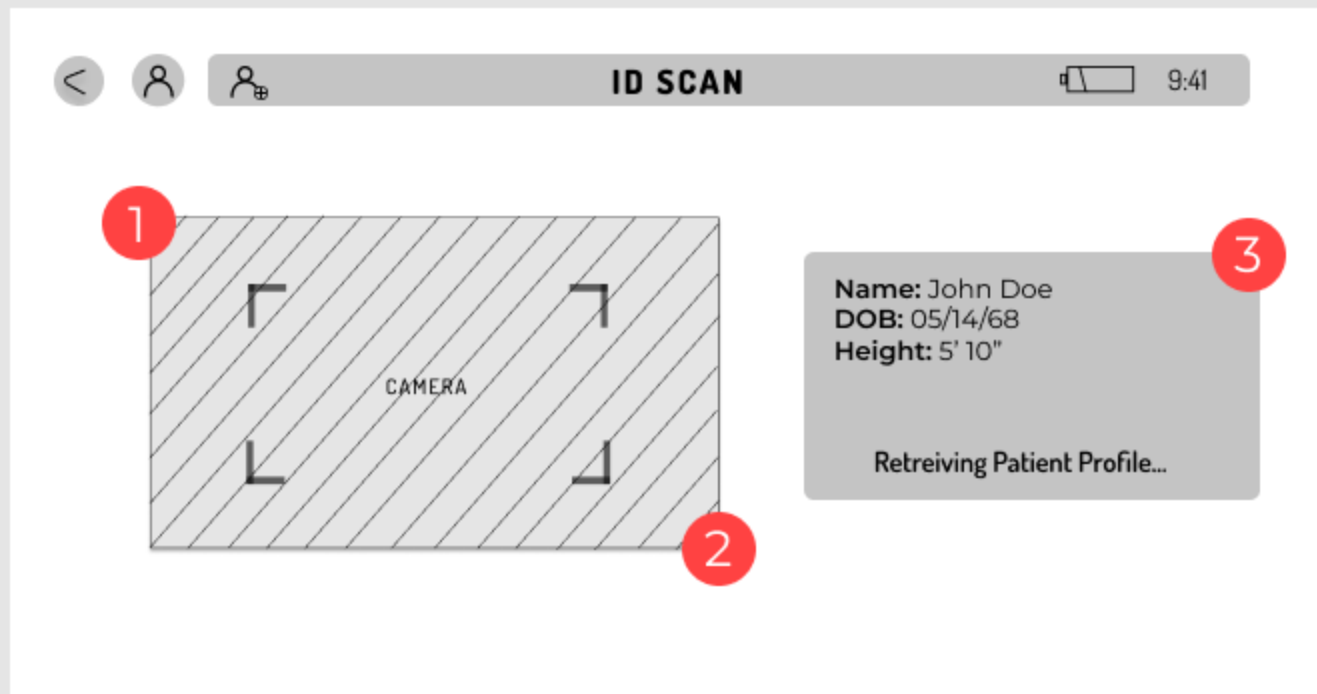 ID SCAN
9:41
1
CAMERA
2
3
Name: John Doe
DOB: 05/14/68
Height: 5' 10"
Retreiving Patient Profile...